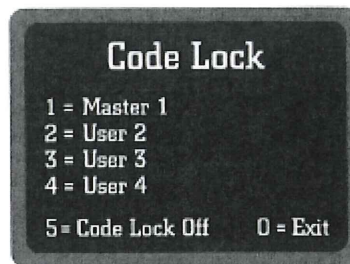 Code Lock
1 = Master 1
2 = User 2
3 = User 3
4 = User 4
5= Code Lock Off 0 = Exit